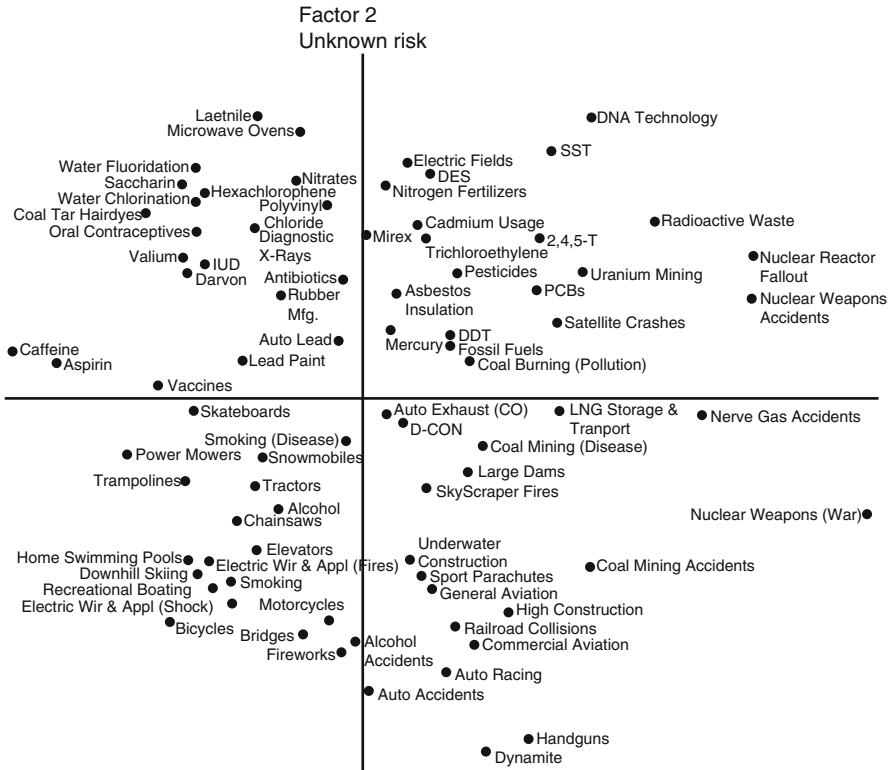 Factor 2
Unknown risk
Laetnile
Microwave Ovens
DNA Technology
SST
Water Fluoridation
Saccharin
Water Chlorination
Coal Tar Hairdyes
Oral Contraceptives
Hexachlorophene
Nitrates
Polyvinyl
Chloride
Diagnostic
X-Rays
Electric Fields
DES
Nitrogen Fertilizers
Mirex
Cadmium Usage
Trichloroethylene
2,4,5-T
Radioactive Waste
Valium
IUD
Darvon
Antibiotics
Rubber
Mfg.
Pesticides
Asbestos
Insulation
PCBs
Uranium Mining
Nuclear Reactor
Fallout
Nuclear Weapons
Accidents
Satellite Crashes
Auto Lead
Lead Paint
Mercury
DDT
Fossil Fuels
Coal Burning (Pollution)
Caffeine
Aspirin
Vaccines
Skateboards
Smoking (Disease)
Power Mowers
Snowmobiles
Trampolines
Tractors
Alcohol
Chainsaws
Auto Exhaust (CO)
D-CON
LNG Storage &
Tranport
Nerve Gas Accidents
Coal Mining (Disease)
Large Dams
SkyScraper Fires
Nuclear Weapons (War)
Elevators
Home Swimming Pools
Electric Wir & Appl (Fires)
Downhill Skiing
Smoking
Recreational Boating
Electric Wir & Appl (Shock)
Motorcycles
Bicycles
Bridges
Fireworks
Alcohol
Accidents
Underwater
Construction
Sport Parachutes
General Aviation
Coal Mining Accidents
High Construction
Railroad Collisions
Commercial Aviation
Auto Racing
Auto Accidents
Handguns
Dynamite